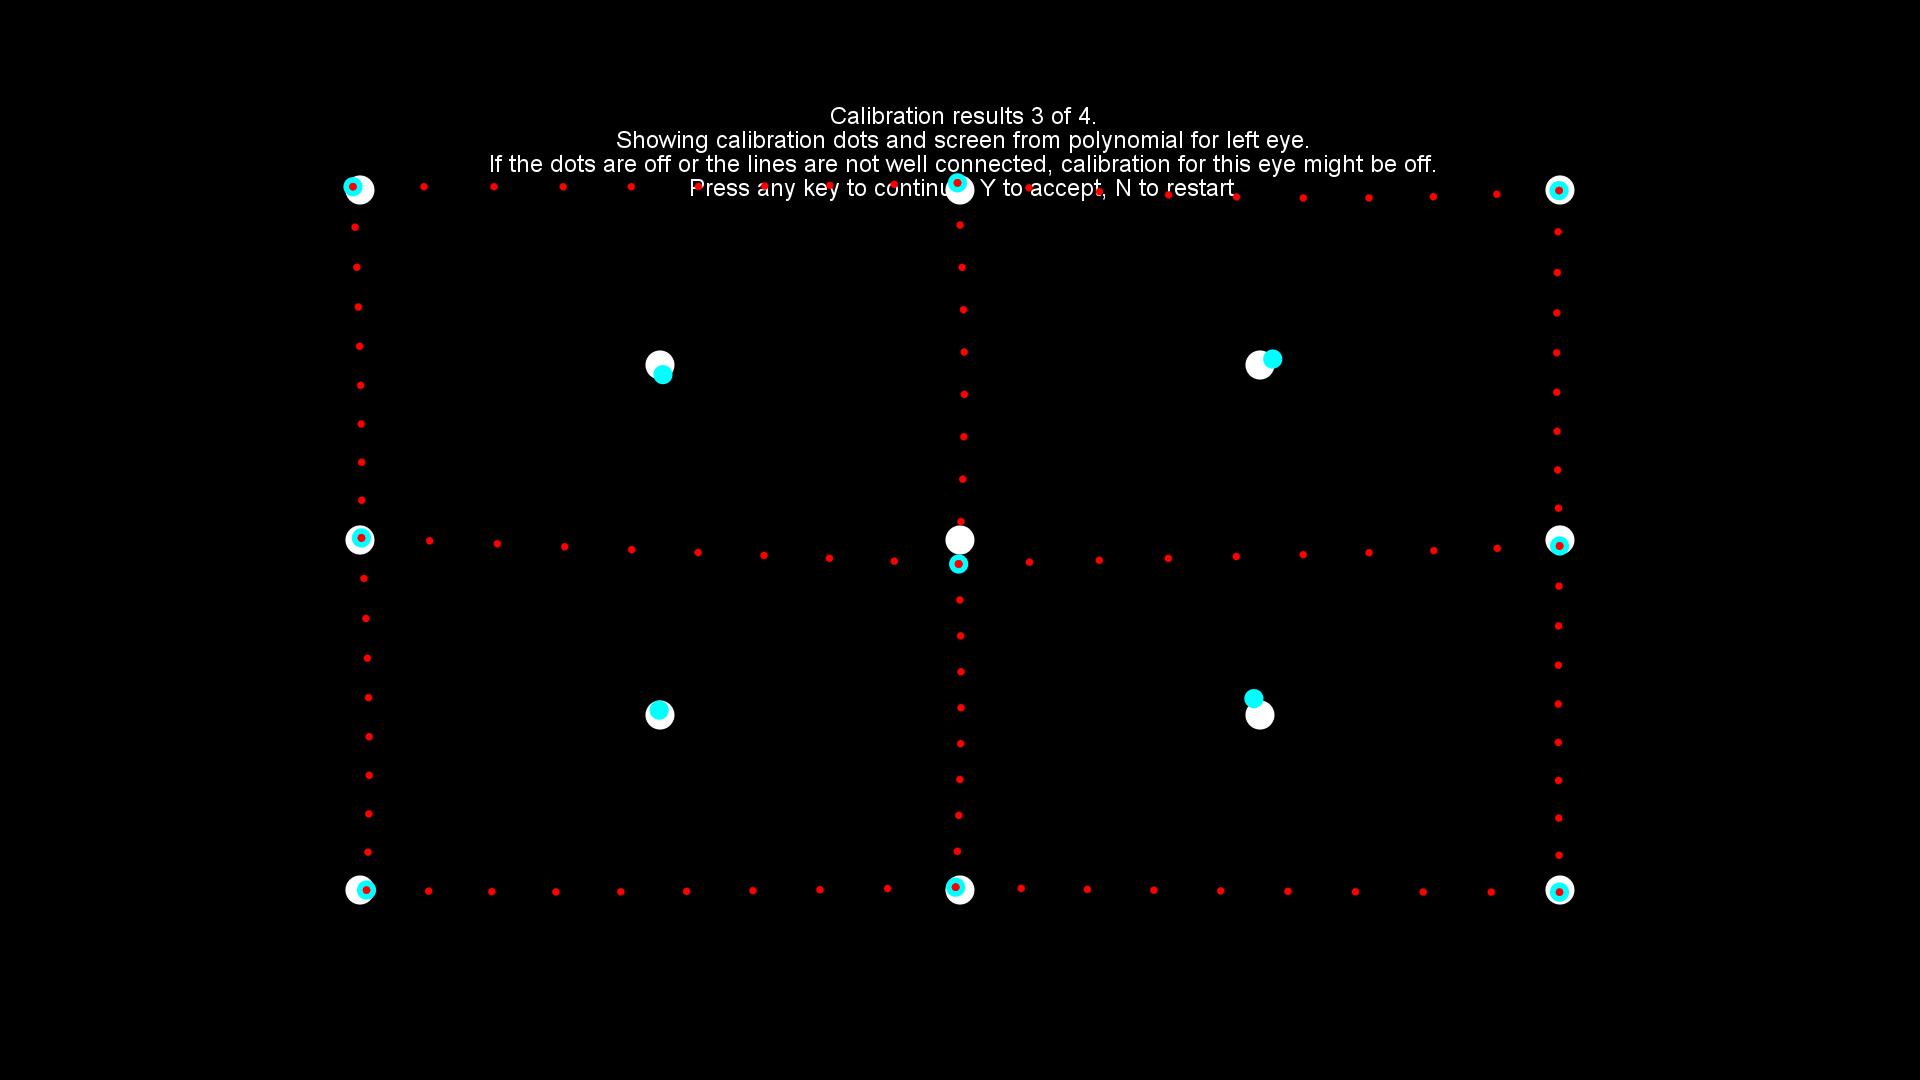 Calibration results 3 of 4.
Showing calibration dots and screen from polynomial for left eye.
If the dots are off or the lines are not well connected, calibration for this eye might be off.
Press any key to continue, Y to accept, N to restart